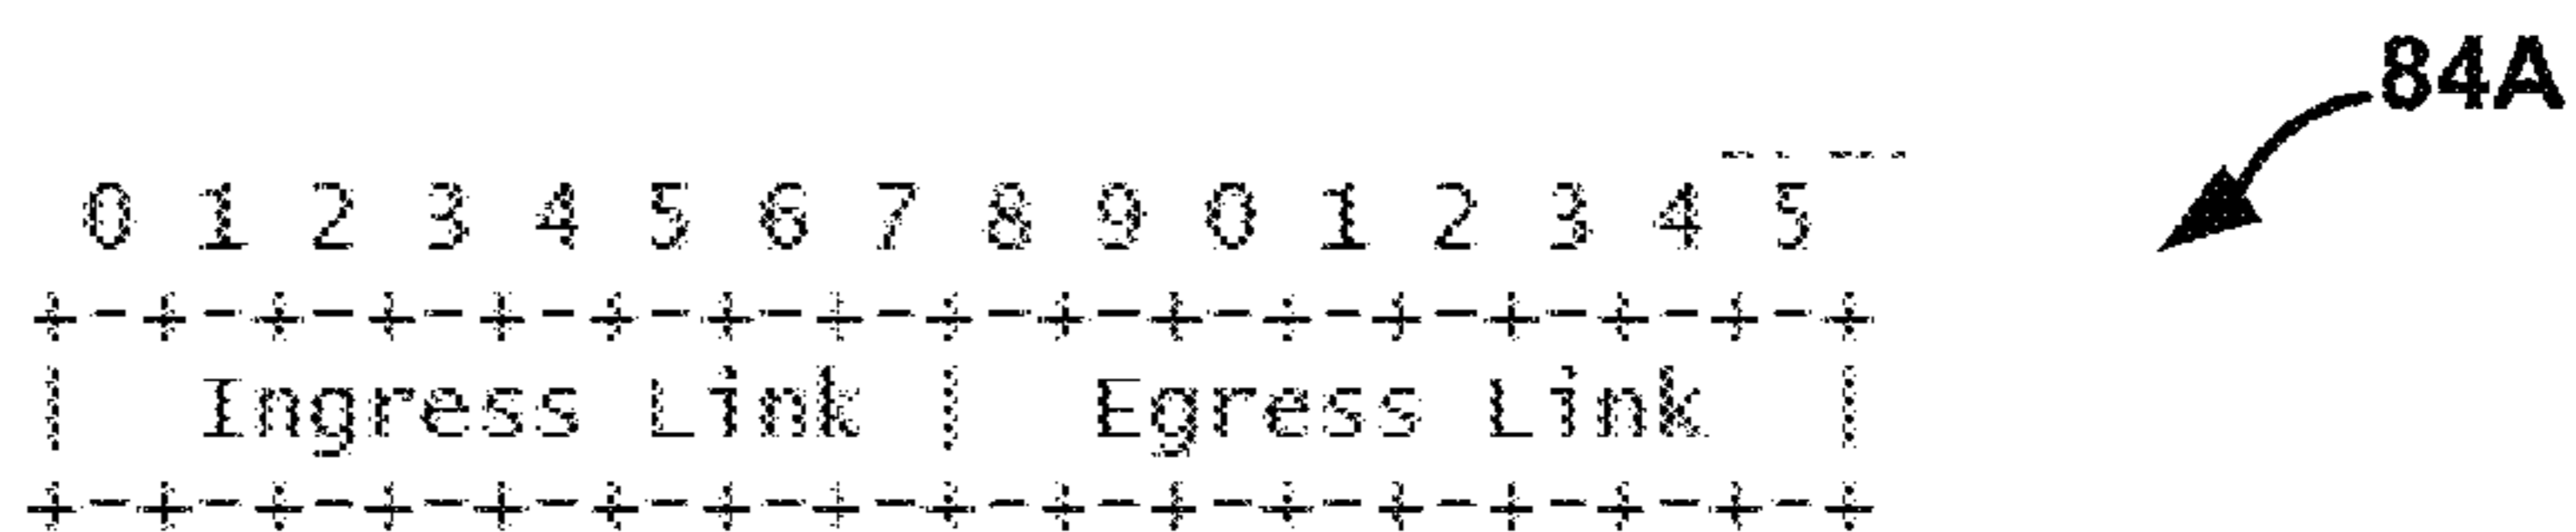 84A
0 1 2 3 4 5 6 7 8 9 0 1 2 3 4 5
+-+-+-+-+-+-+-+-+-+-+-+-+-+-+-+-+
| Ingress Link | Egress Link |
+-+-+-+-+-+-+-+-+-+-+-+-+-+-+-+-+